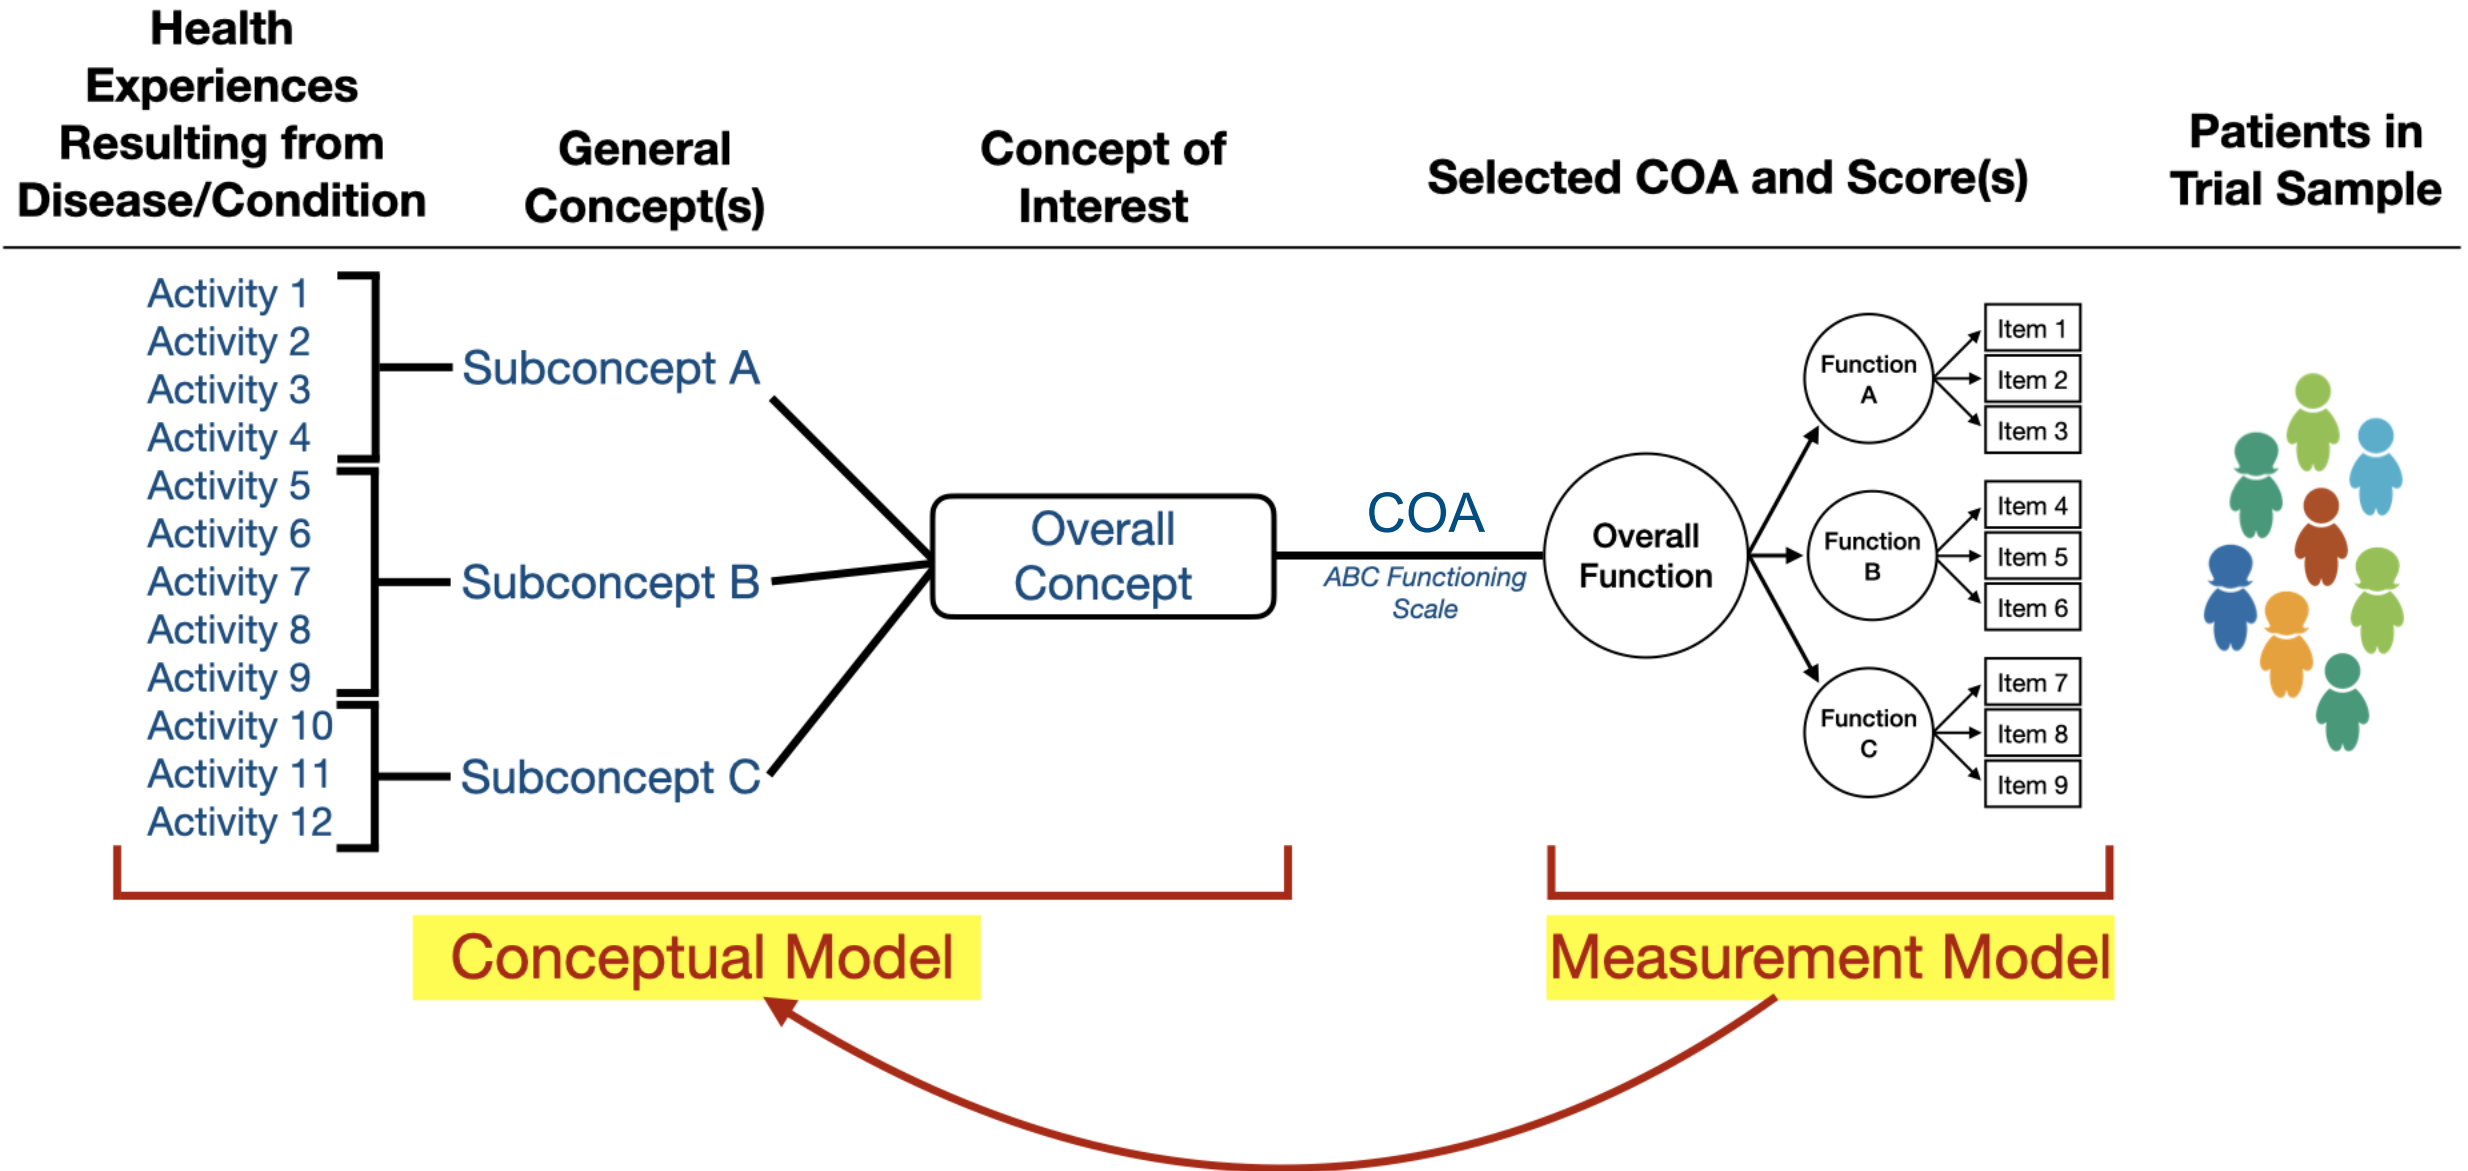 Health
Experiences
Resulting from
Disease/Condition
General
Concept(s)
Concept of
Interest
Selected COA and Score(s)
Patients in
Trial Sample
Activity 1
Activity 2
Activity 3
Activity 4
Activity 5
Activity 6
Activity 7
Activity 8
Activity 9
Activity 10
Activity 11
Activity 12
Subconcept A
Subconcept B
Subconcept C
Overall
Concept
COA
ABC Functioning
Scale
Overall
Function
Function
A
Function
B
Function
C
Item 1
Item 2
Item 3
Item 4
Item 5
Item 6
Item 7
Item 8
Item 9
Conceptual Model
Measurement Model